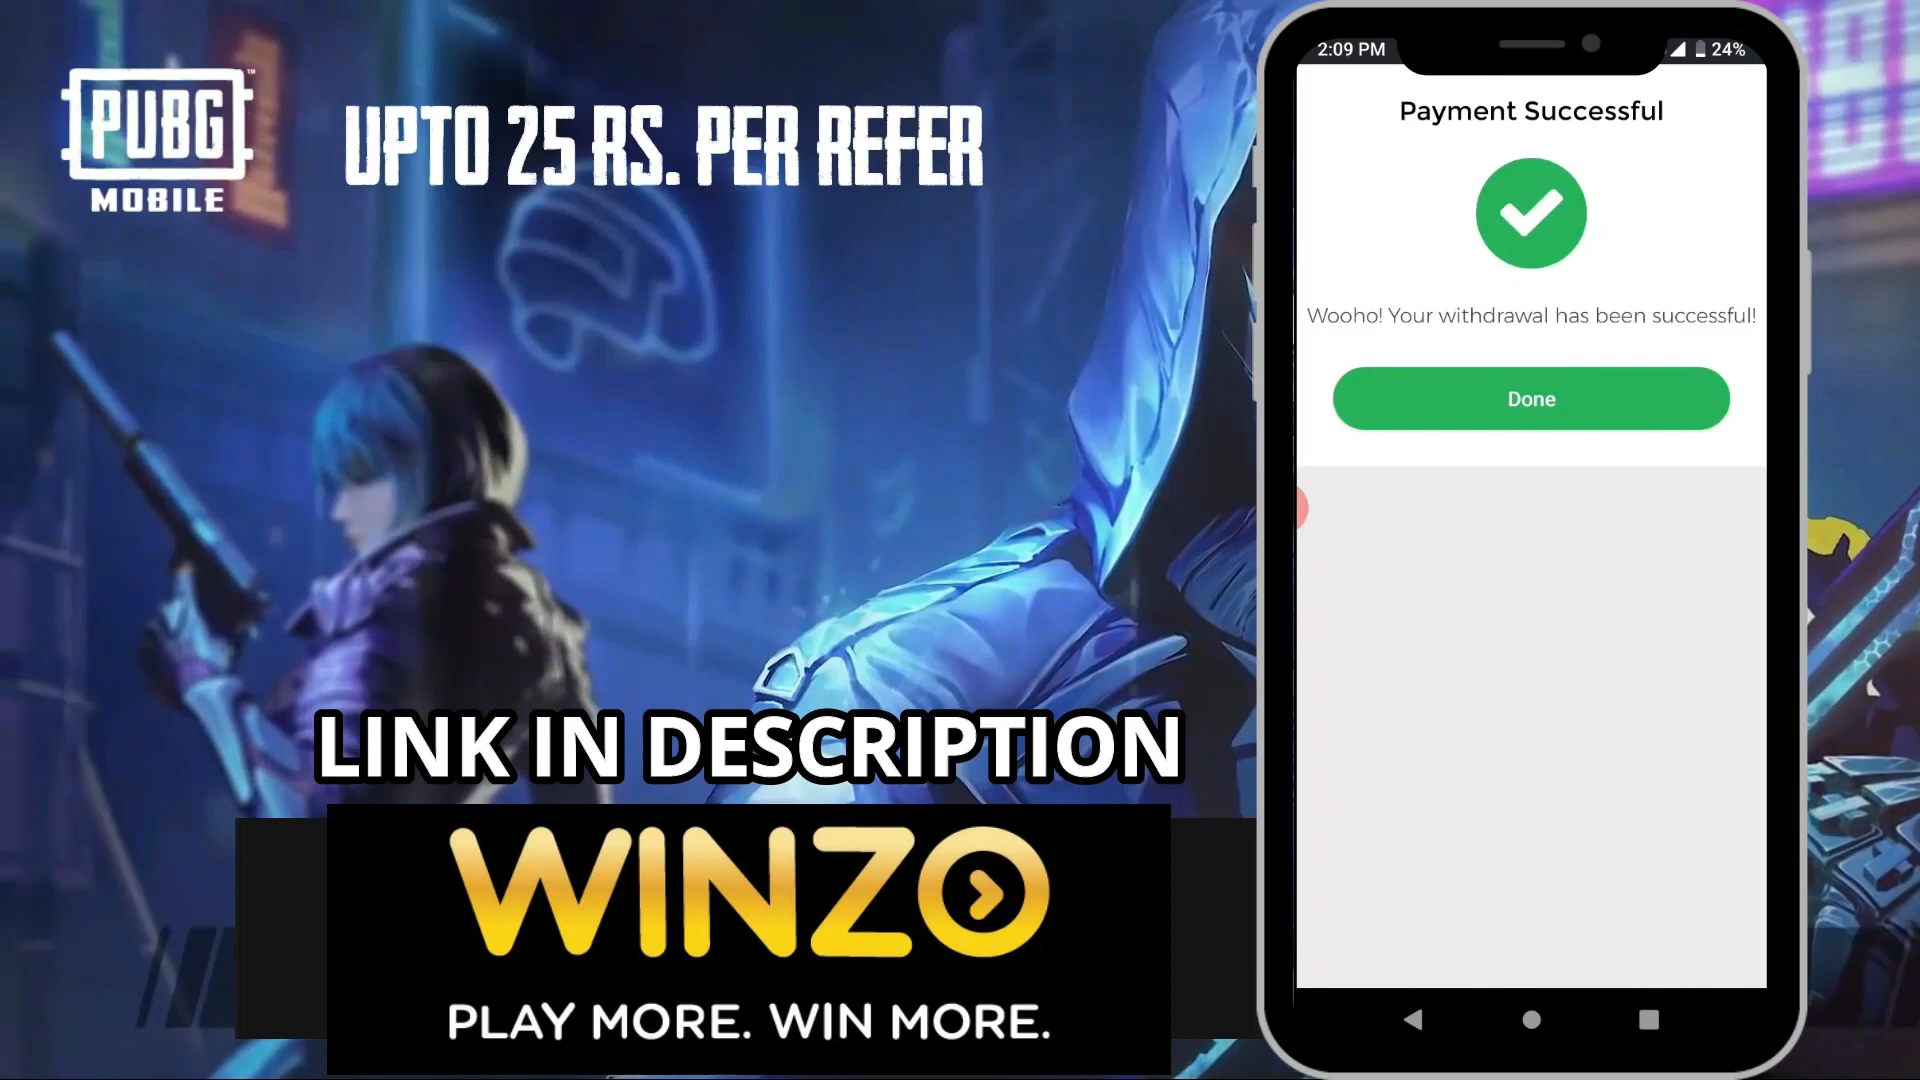 PUBG
™
MOBILE
UPTO 25 RS. PER REFER
LINK IN DESCRIPTION
WINZO
PLAY MORE. WIN MORE.
2:09 PM
24%
Payment Successful
Wooho! Your withdrawal has been successful!
Done